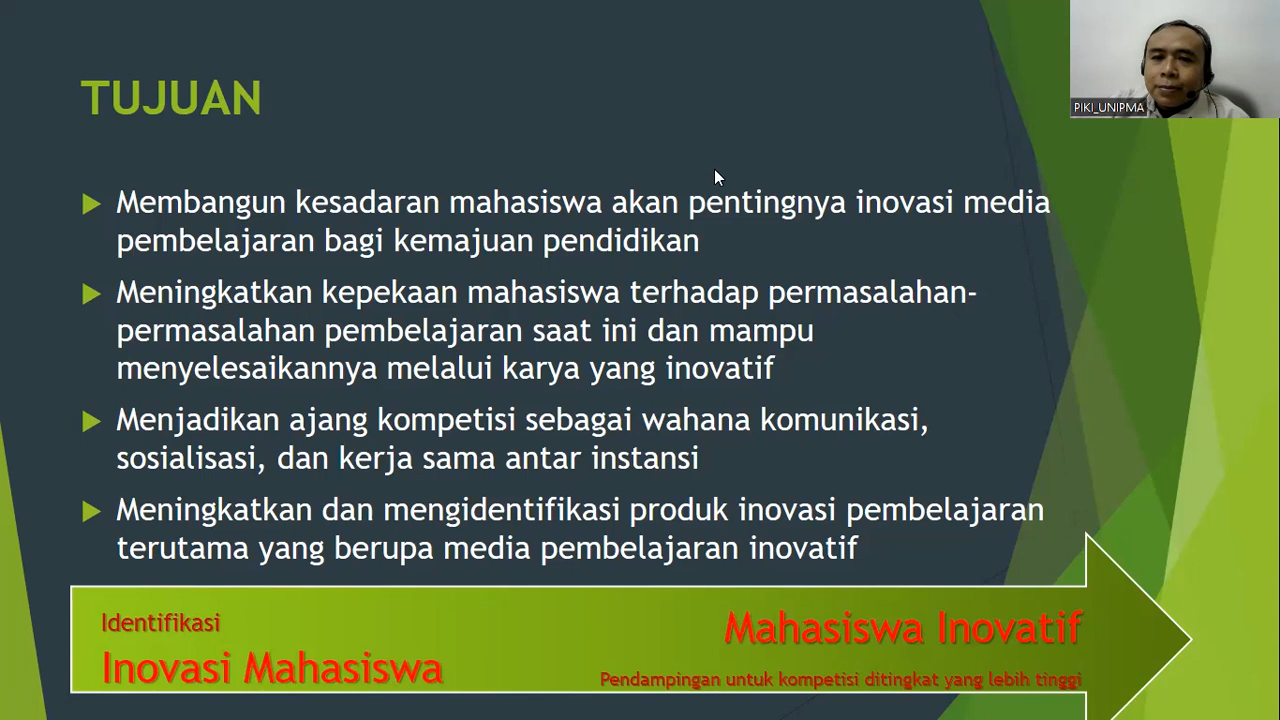 TUJUAN
PIKI_UNIPMA
Membangun kesadaran mahasiswa akan pentingnya inovasi media
pembelajaran bagi kemajuan pendidikan
Meningkatkan kepekaan mahasiswa terhadap permasalahan-
permasalahan pembelajaran saat ini dan mampu
menyelesaikannya melalui karya yang inovatif
Menjadikan ajang kompetisi sebagai wahana komunikasi,
sosialisasi, dan kerja sama antar instansi
Meningkatkan dan mengidentifikasi produk inovasi pembelajaran
terutama yang berupa media pembelajaran inovatif
Identifikasi
Inovasi Mahasiswa
Mahasiswa Inovatif
Pendampingan untuk kompetisi ditingkat yang lebih tinggi